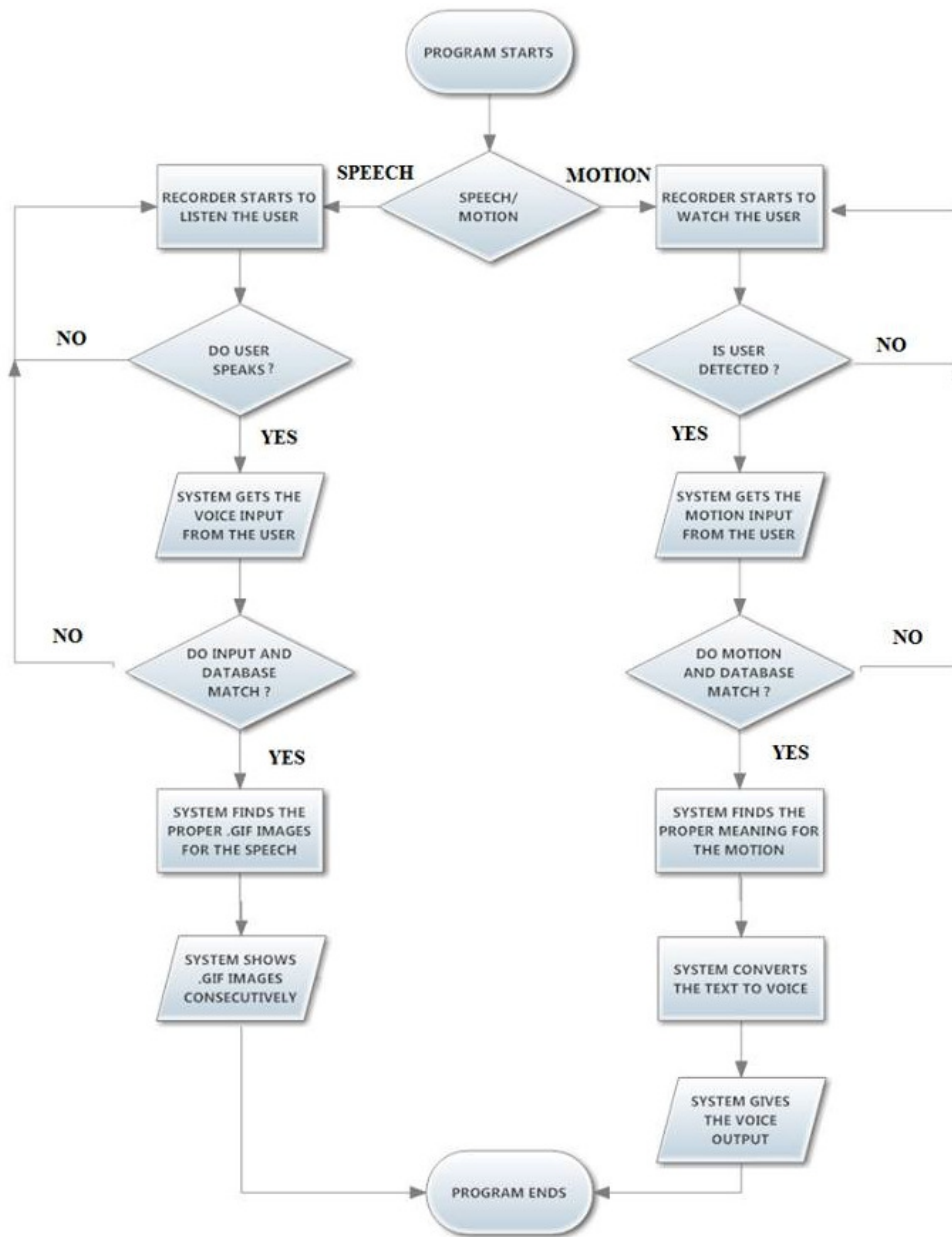 PROGRAM STARTS
SPEECH
MOTION
SPEECH/
MOTION
RECORDER STARTS TO
LISTEN THE USER
RECORDER STARTS TO
WATCH THE USER
NO
DO USER
SPEAKS ?
IS USER
DETECTED ?
NO
YES
YES
SYSTEM GETS THE
VOICE INPUT
FROM THE USER
SYSTEM GETS THE
MOTION INPUT
FROM THE USER
NO
DO INPUT AND
DATABASE
MATCH ?
DO MOTION
AND DATABASE
MATCH ?
NO
YES
YES
SYSTEM FINDS THE
PROPER .GIF IMAGES
FOR THE SPEECH
SYSTEM FINDS THE
PROPER MEANING FOR
THE MOTION
SYSTEM SHOWS
.GIF IMAGES
CONSECUTIVELY
SYSTEM CONVERTS
THE TEXT TO VOICE
SYSTEM GIVES
THE VOICE
OUTPUT
PROGRAM ENDS